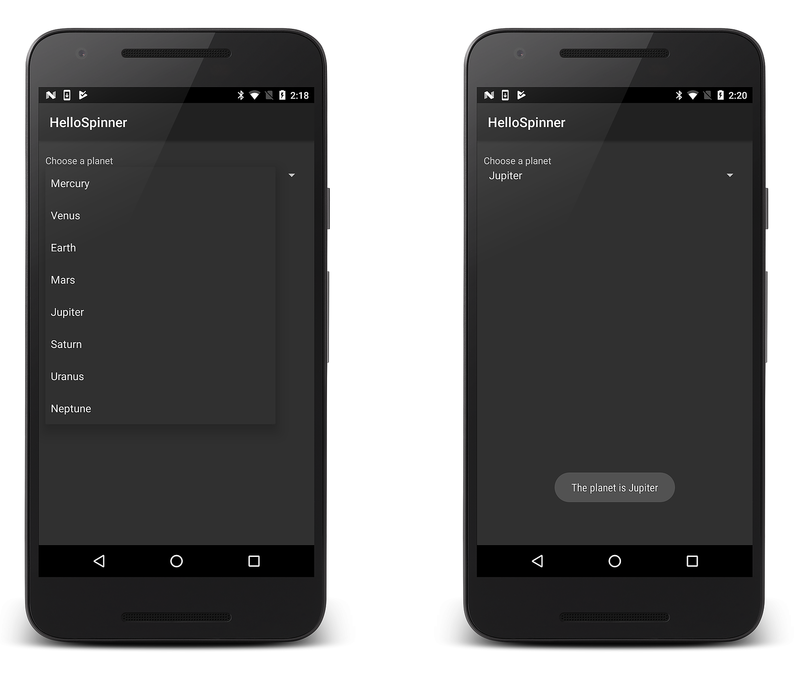 2:18
HelloSpinner
Choose a planet
Mercury
Venus
Earth
Mars
Jupiter
Saturn
Uranus
Neptune
2:20
HelloSpinner
Choose a planet
Jupiter
The planet is Jupiter